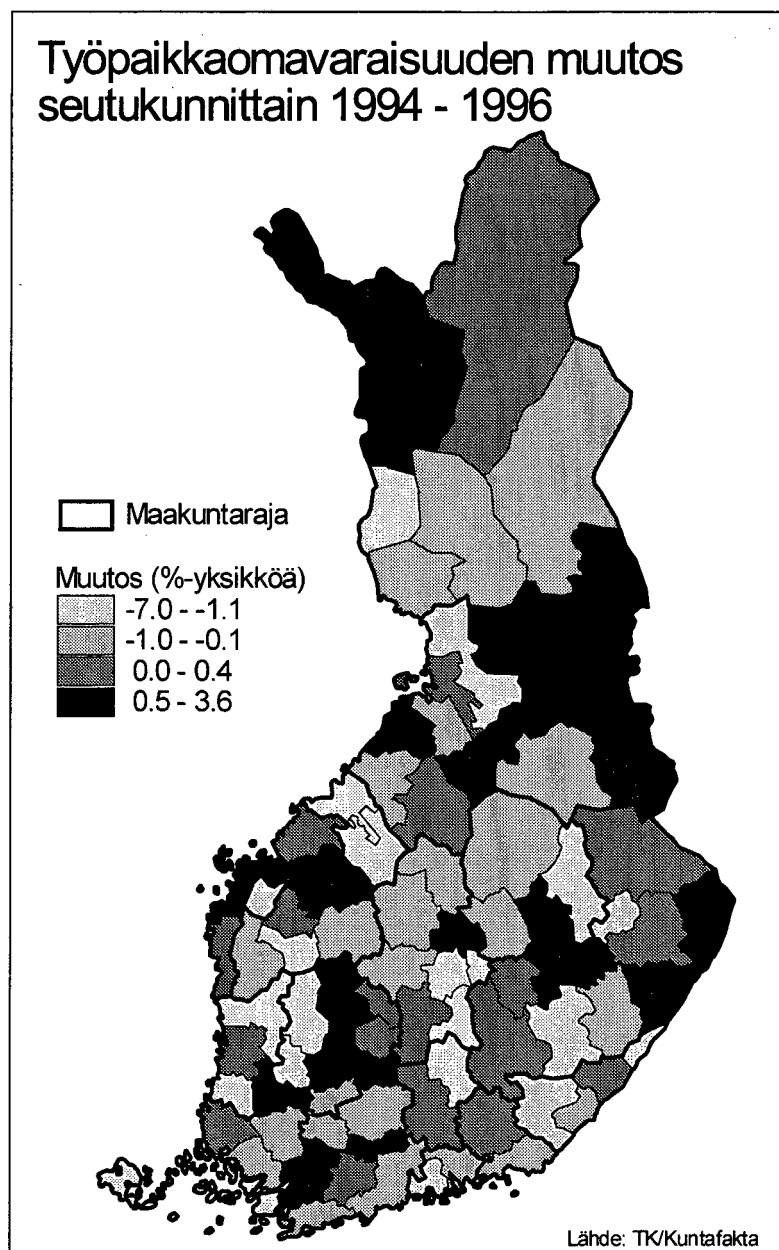 Työpaikkaomavaraisuuden muutos
seutukunnittain 1994 - 1996
Maakuntaraja
Muutos (%-yksikköä)
-7.0 - -1.1
-1.0 - -0.1
0.0 - 0.4
0.5 - 3.6
Lähde: TK/Kuntafakta